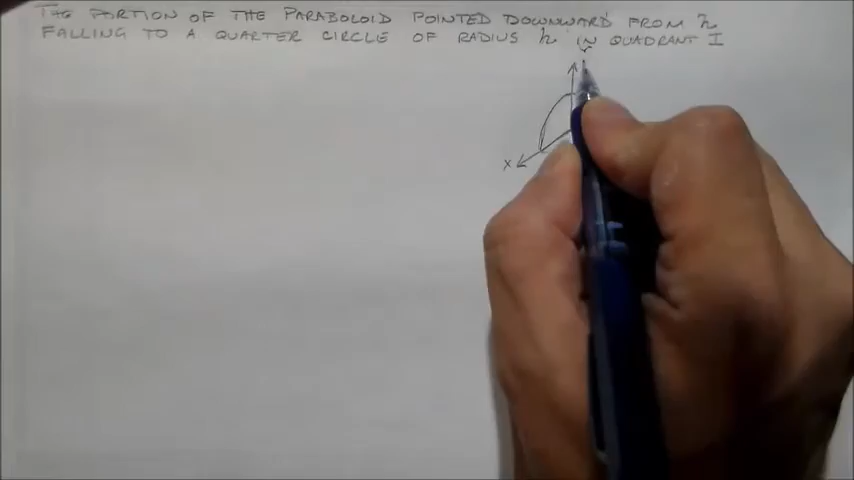 THE PORTION OF THE PARABOLOID POINTED DOWNWARD FROM h
FALLING TO A QUARTER CIRCLE OF RADIUS h IN QUADRANT I
x